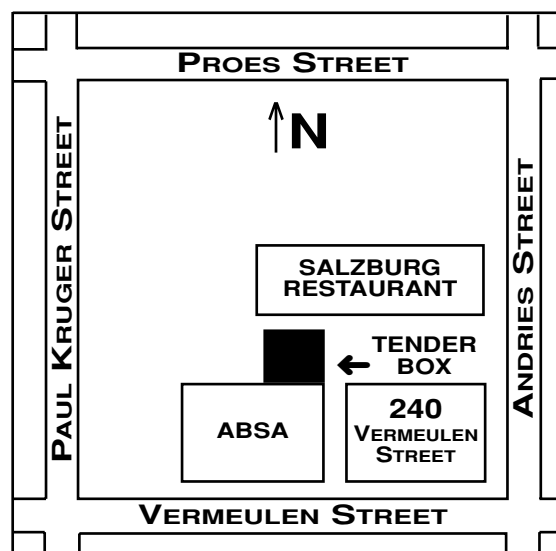 PROES STREET
N
PAUL KRUGER STREET
ANDRIES STREET
SALZBURG
RESTAURANT
TENDER
BOX
ABSA
240
VERMEULEN
STREET
VERMEULEN STREET